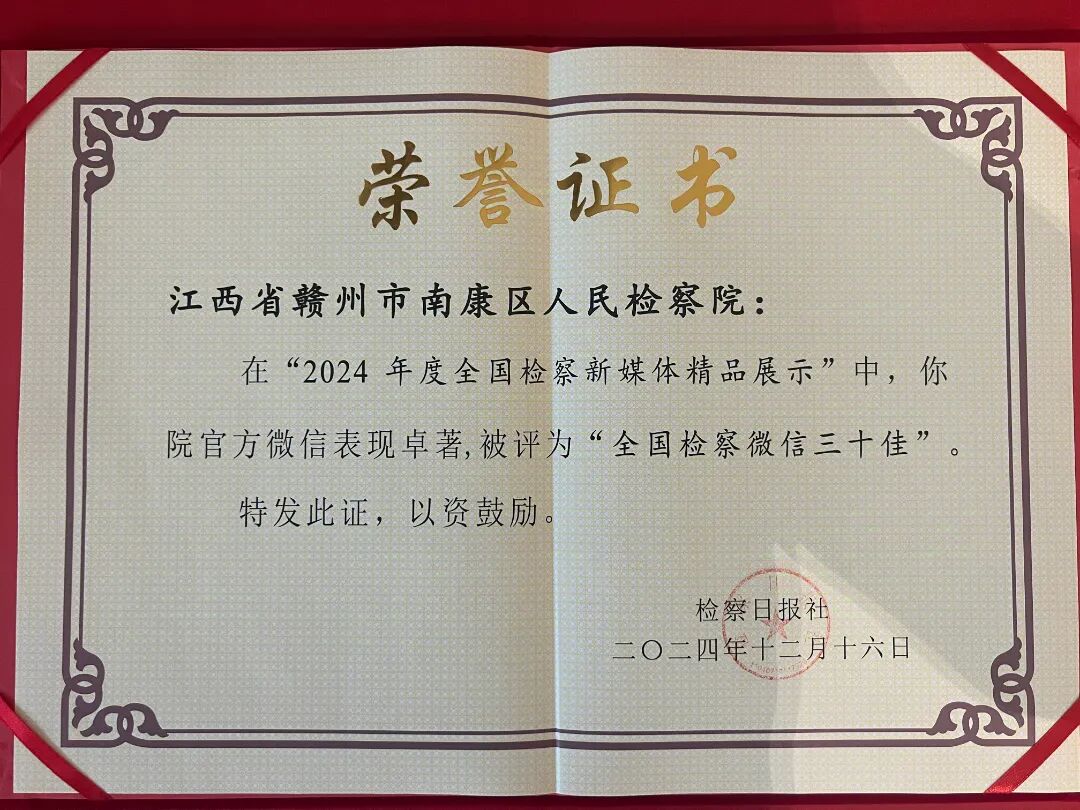 荣誉证书
江西省赣州市南康区人民检察院：
在“2024 年度全国检察新媒体精品展示”中，你
院官方微信表现卓著,被评为“全国检察微信三十佳”。
特发此证，以资鼓励。
检察日报社
二〇二四年十二月十六日